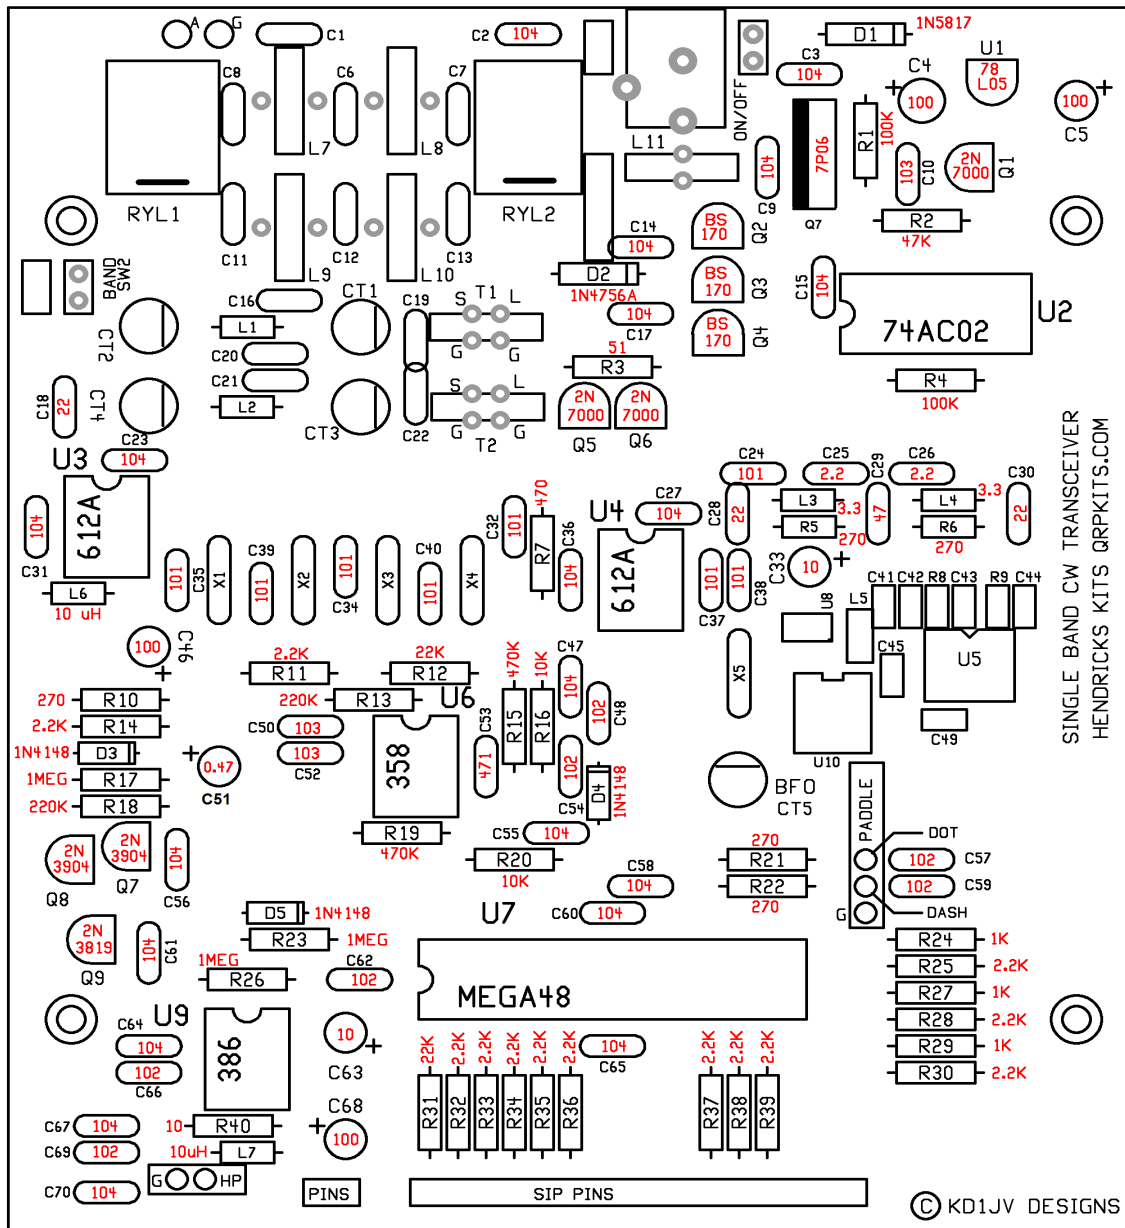 A
G
C1
C2
104
D1
1N5817
U1
78
L05
C3
104
C4
100
100
C5
C8
C6
C7
L7
L8
RYL1
RYL2
ON/OFF
L11
104
C9
7P06
Q7
R1
100K
103
C10
2N
7000
Q1
R2
47K
C11
C12
C13
L9
L10
C14
104
BS
170
Q2
D2
1N4756A
BS
170
Q3
C15
104
BAND
SW2
C16
CT1
C19
S
T1
L
G
G
104
C17
BS
170
Q4
74AC02
U2
CT2
L1
C20
C21
L2
CT3
C22
S
L
G
T2
G
51
R3
2N
7000
Q5
2N
7000
Q6
R4
100K
C18
22
CT4
C23
104
U3
612A
104
C31
L6
10 uH
101
C35
X1
C39
101
X2
101
C34
X3
C40
101
X4
C32
101
470
R7
C36
104
U4
612A
C27
104
C24
101
C25
2.2
C29
C26
2.2
C30
C28
22
L3
3.3
R5
270
47
L4
3.3
R6
270
22
SINGLE BAND CW TRANSCEIVER
HENDRICKS KITS QRPKITS.COM
101
C37
101
C38
C33
10
C41
C42
R8
C43
R9
C44
U8
L5
C45
U5
C49
U10
X5
100
C46
2.2K
R11
22K
R12
220K
R13
U6
358
C50
103
103
C52
C53
471
470K
R15
10K
R16
C47
104
102
C48
102
C54
D4
1N4148
270
R10
2.2K
R14
1N4148
D3
1MEG
R17
220K
R18
0.47
C51
R19
470K
C55
104
R20
10K
BFO
CT5
PADDLE
DOT
DASH
G
102
C57
102
C59
270
R21
R22
270
2N
3904
Q8
2N
3904
Q7
104
C56
C58
104
C60
104
U7
MEGA48
D5
1N4148
R23
1MEG
1MEG
R26
C62
102
2N
3819
Q9
104
C61
R24
1K
R25
2.2K
R27
1K
R28
2.2K
R29
1K
R30
2.2K
U9
386
C64
104
102
C66
10
C63
C68
100
22K
R31
2.2K
R32
2.2K
R33
2.2K
R34
2.2K
R35
2.2K
R36
104
C65
2.2K
R37
2.2K
R38
2.2K
R39
C67
104
10
R40
C69
102
10uH
L7
C70
104
G
HP
PINS
SIP PINS
© KD1JV DESIGNS